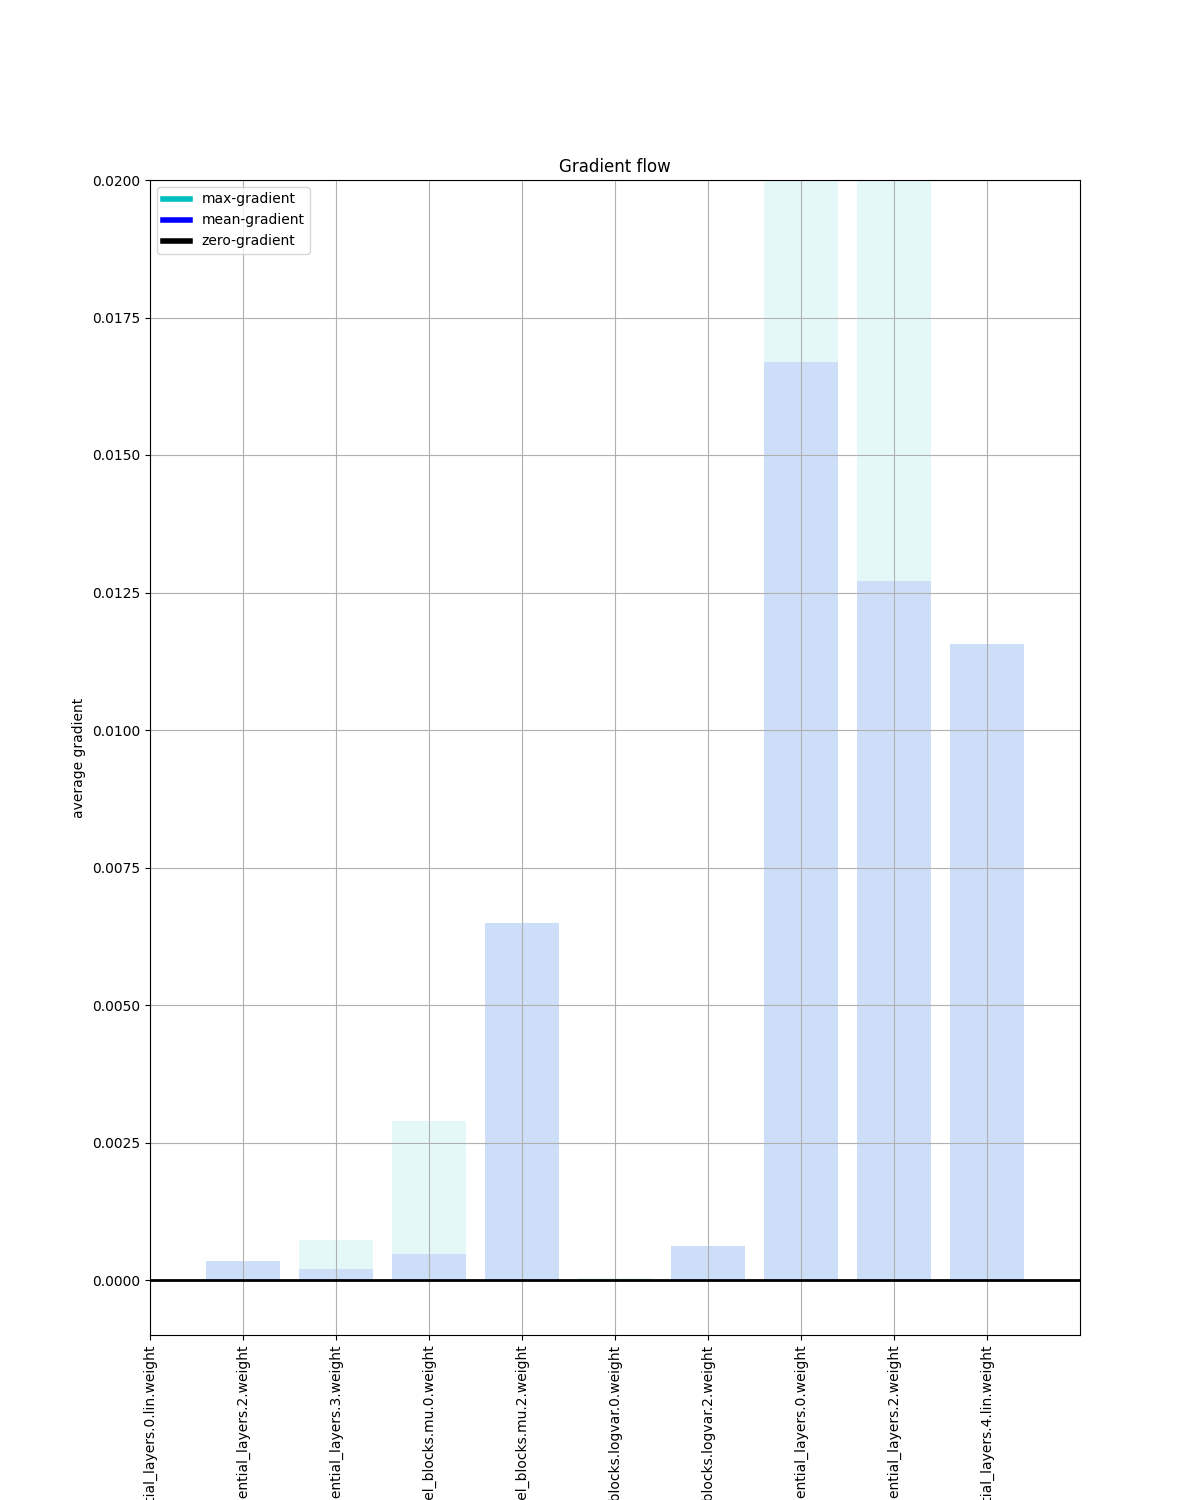 Gradient flow
max-gradient
mean-gradient
zero-gradient
0.0200
0.0175
0.0150
0.0125
0.0100
0.0075
0.0050
0.0025
0.0000
average gradient
tial_layers.0.lin.weight
ential_layers.2.weight
ential_layers.3.weight
el_blocks.mu.0.weight
el_blocks.mu.2.weight
blocks.logvar.0.weight
blocks.logvar.2.weight
ential_layers.0.weight
ential_layers.2.weight
tial_layers.4.lin.weight